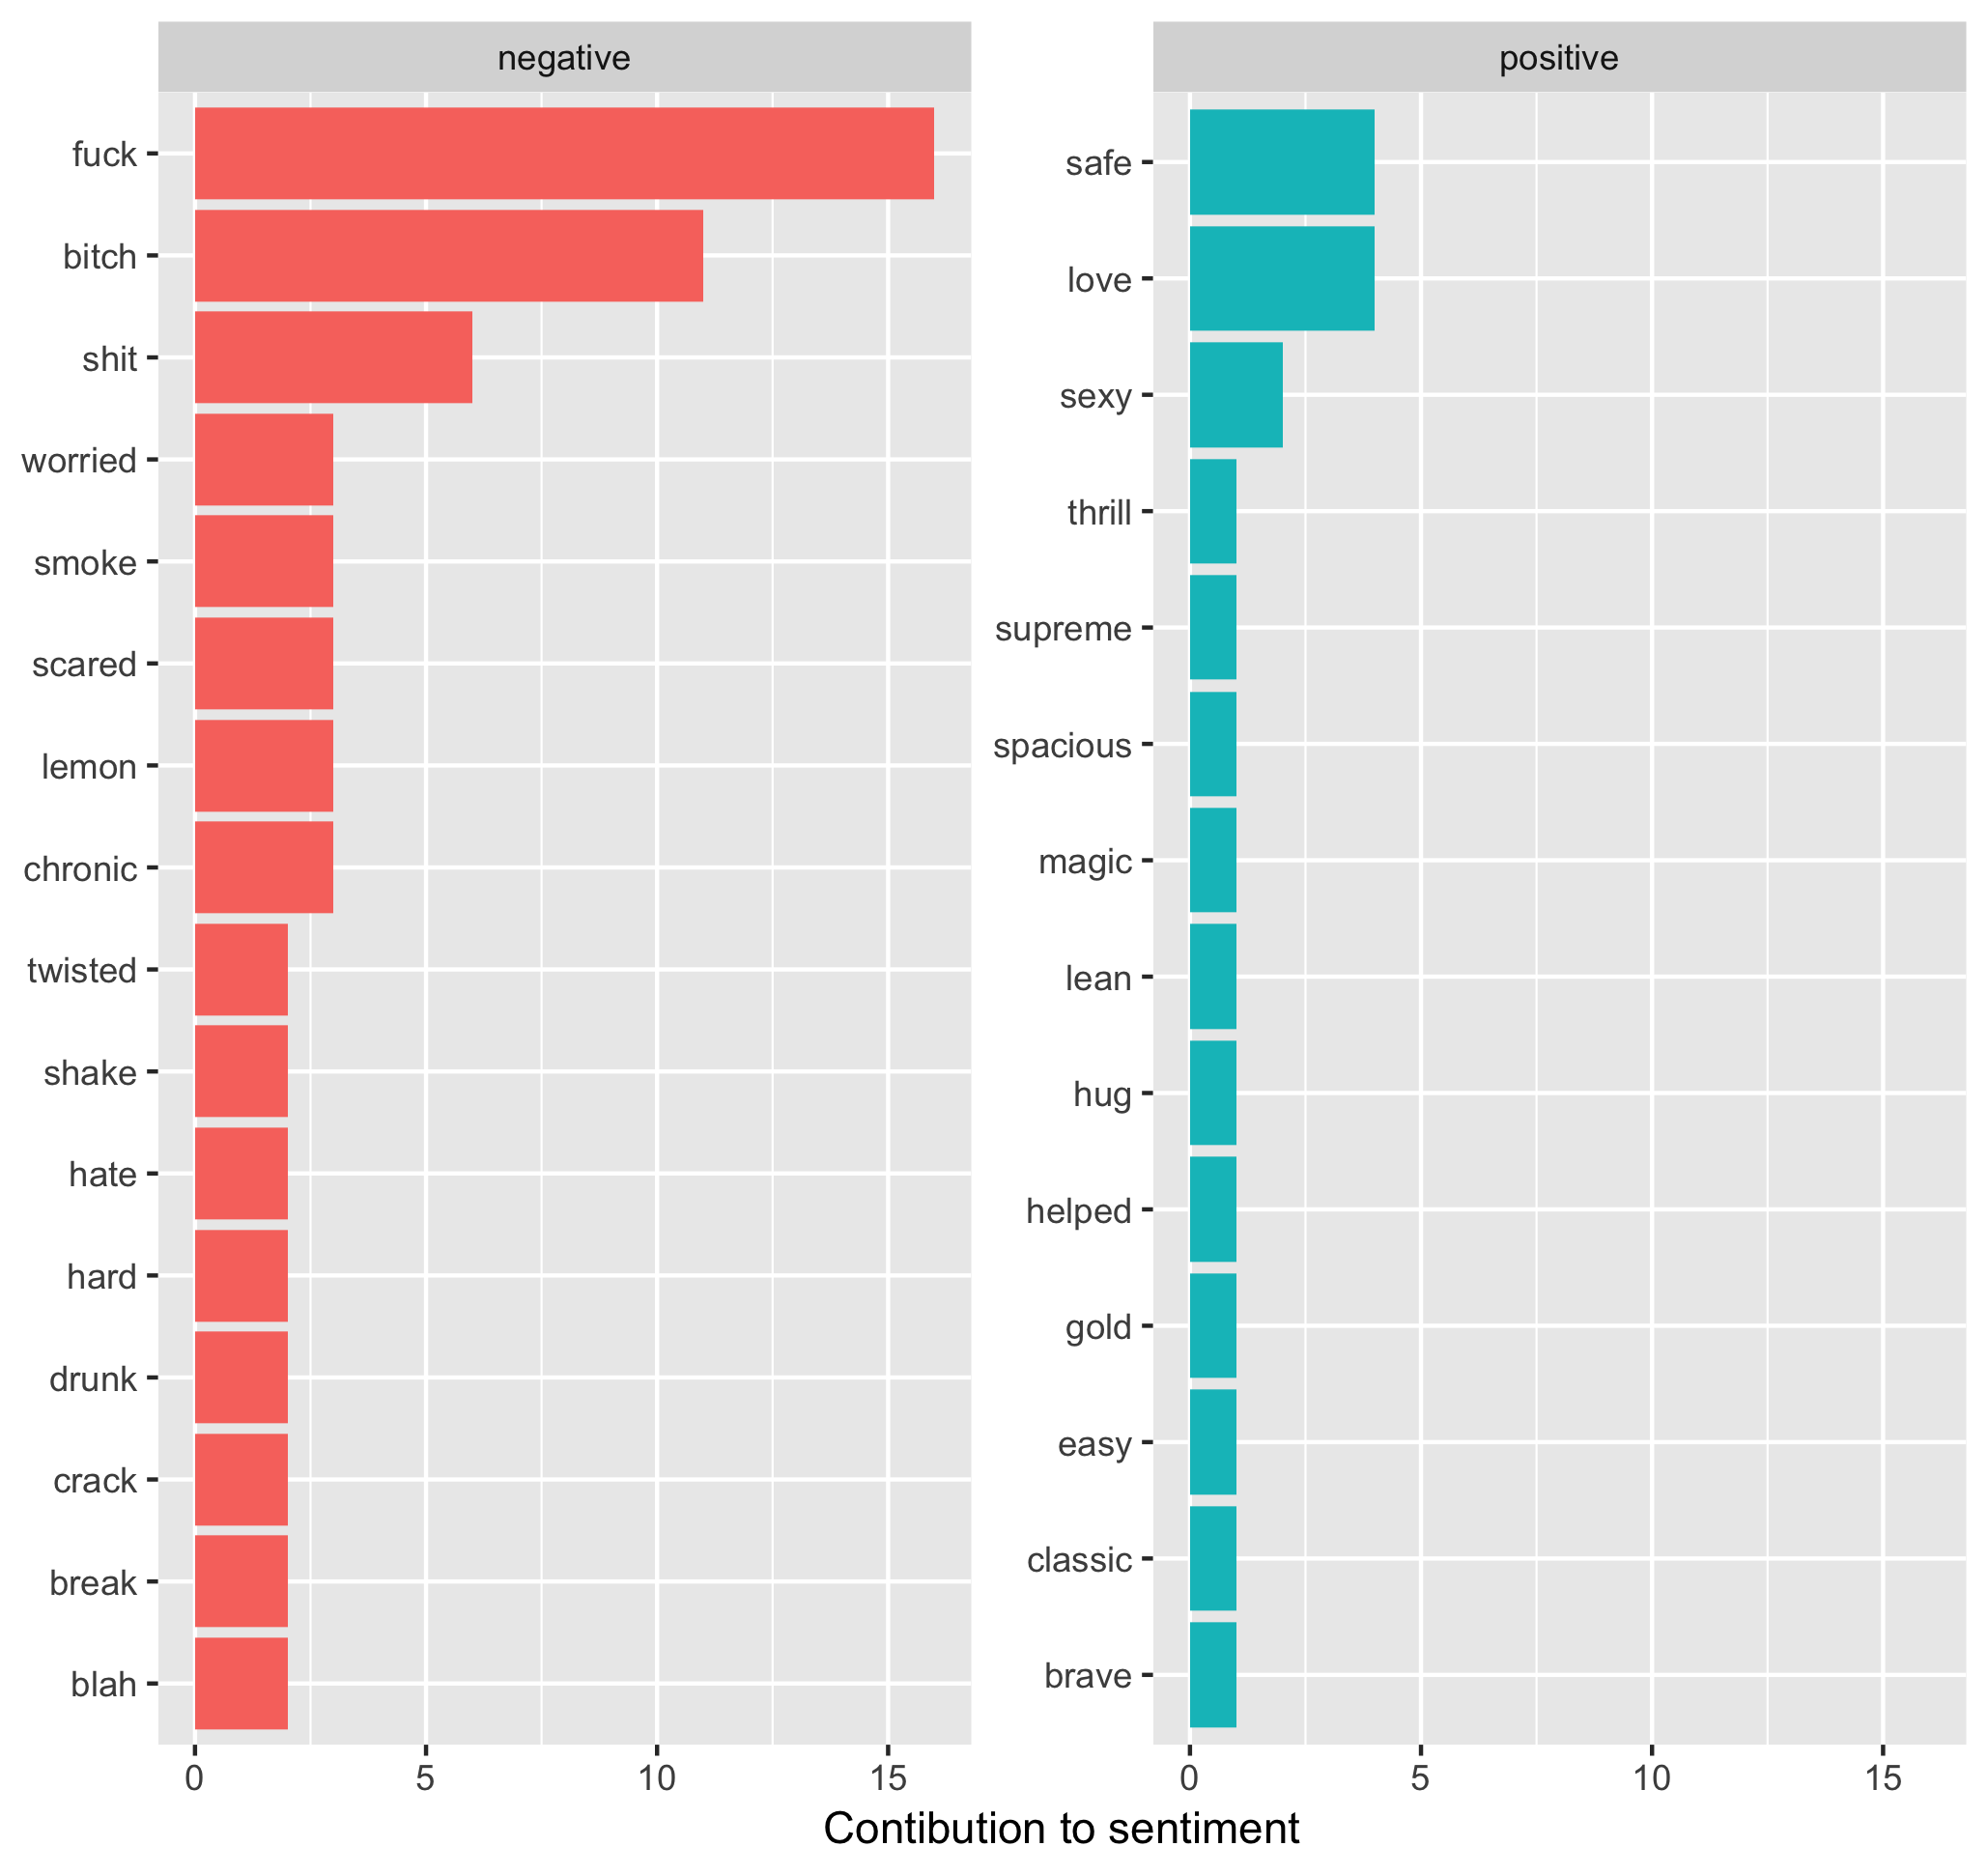 negative
fuck
bitch
shit
worried
smoke
scared
lemon
chronic
twisted
shake
hate
hard
drunk
crack
break
blah
0 5 10 15
positive
safe
love
sexy
thrill
supreme
spacious
magic
lean
hug
helped
gold
easy
classic
brave
0 5 10 15
Contibution to sentiment